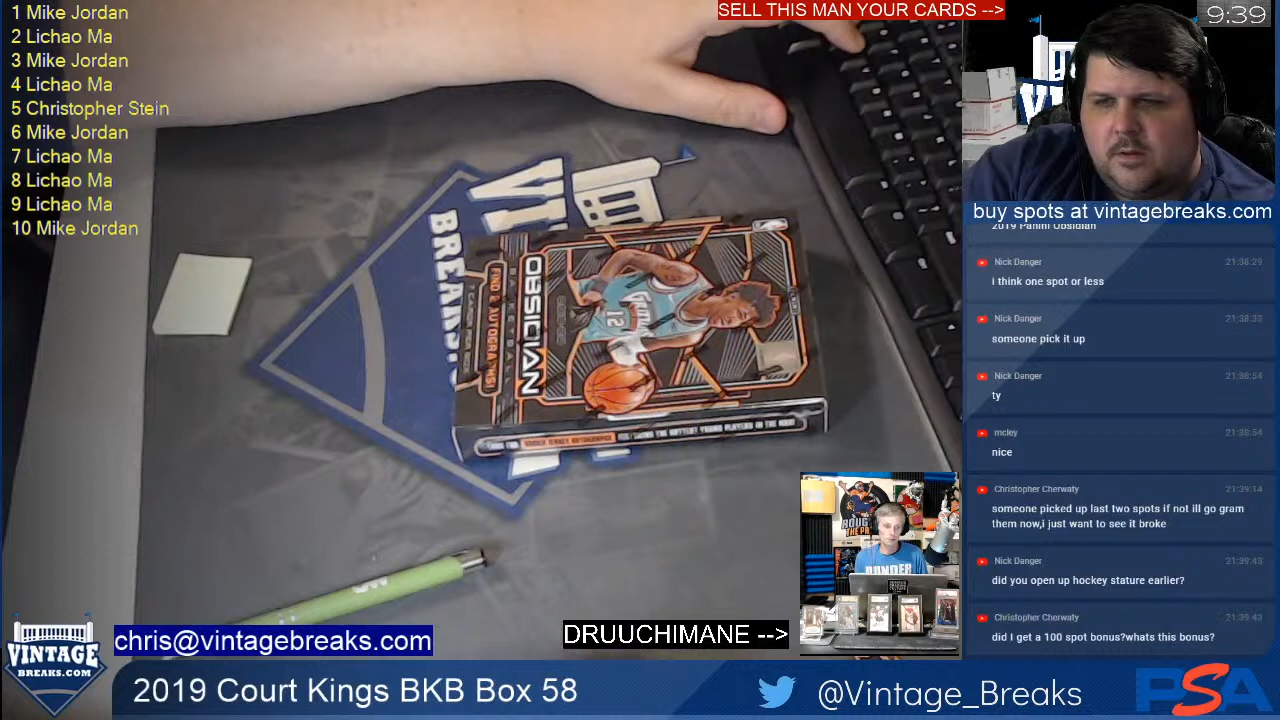 1 Mike Jordan
2 Lichao Ma
3 Mike Jordan
4 Lichao Ma
5 Christopher Stein
6 Mike Jordan
7 Lichao Ma
8 Lichao Ma
9 Lichao Ma
10 Mike Jordan
SELL THIS MAN YOUR CARDS -->
9:39
buy spots at vintagebreaks.com
2019 Panini Obsidian
Nick Danger 21:38:29
i think one spot or less
Nick Danger 21:38:38
someone pick it up
Nick Danger 21:38:54
ty
mcley 21:38:54
nice
Christopher Cherwaty 21:39:14
someone picked up last two spots if not ill go gram
them now,i just want to see it broke
Nick Danger 21:39:43
did you open up hockey stature earlier?
Christopher Cherwaty 21:39:43
did I get a 100 spot bonus?whats this bonus?
BREAKS
OBSIDIAN
BASKETBALL
FIND 2 AUTOGRAPHS!
12
chris@vintagebreaks.com
DRUUCHIMANE -->
VINTAGE
BREAKS.COM
2019 Court Kings BKB Box 58
@Vintage_Breaks
PSA